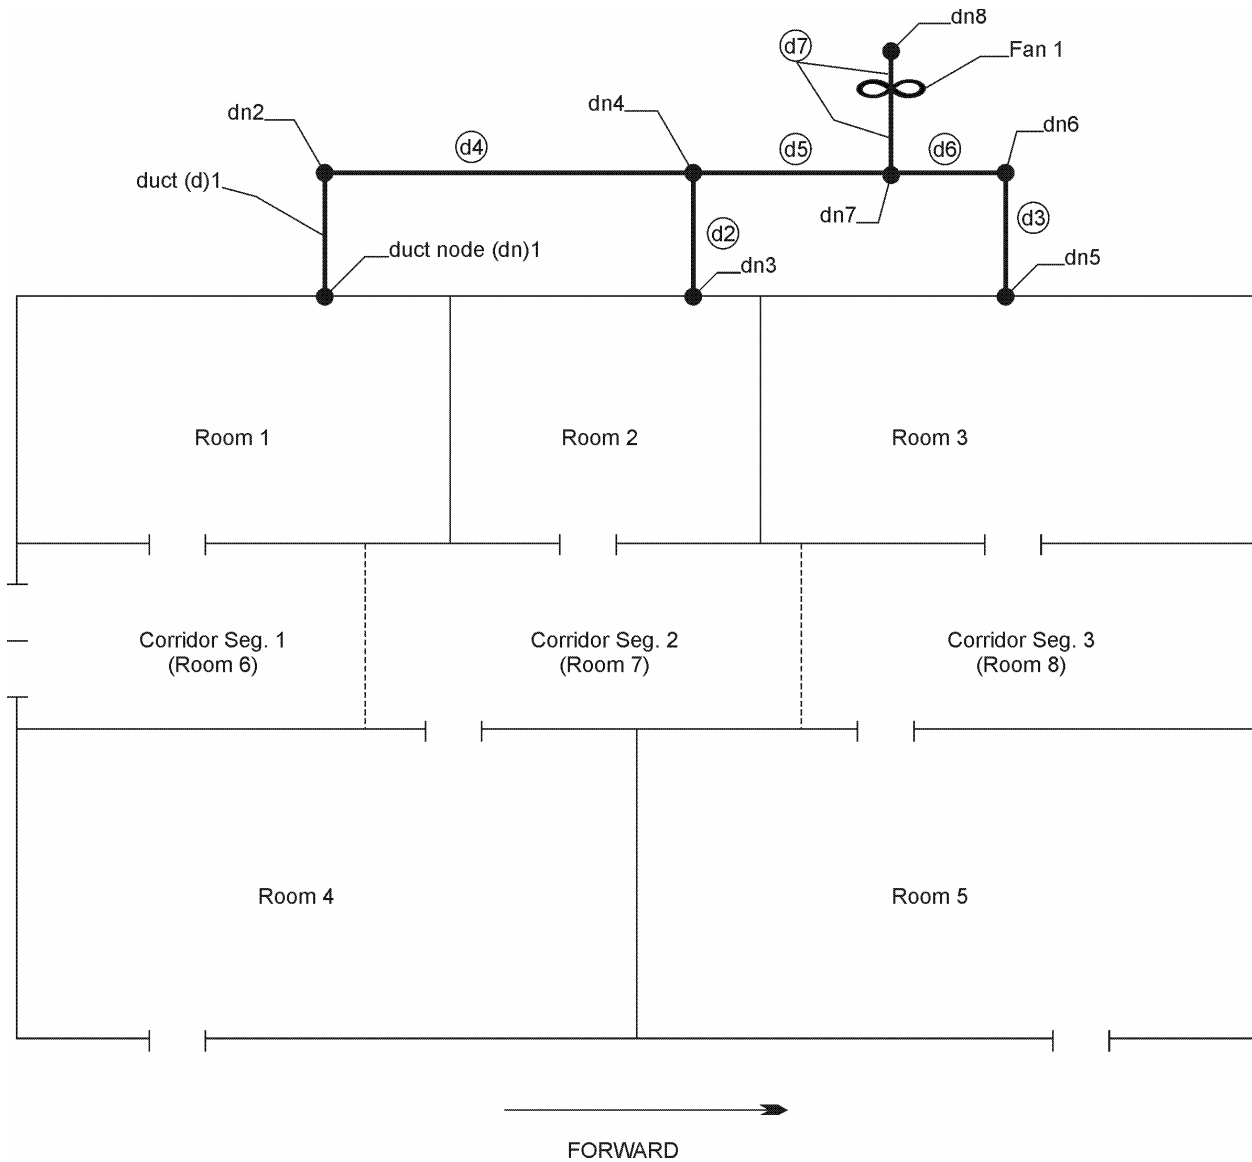 dn8
d7
Fan 1
dn2
dn4
dn6
d4
d5
d6
duct (d)1
dn7
d3
d2
duct node (dn)1
dn3
dn5
Room 1
Room 2
Room 3
Corridor Seg. 1
(Room 6)
Corridor Seg. 2
(Room 7)
Corridor Seg. 3
(Room 8)
Room 4
Room 5
FORWARD